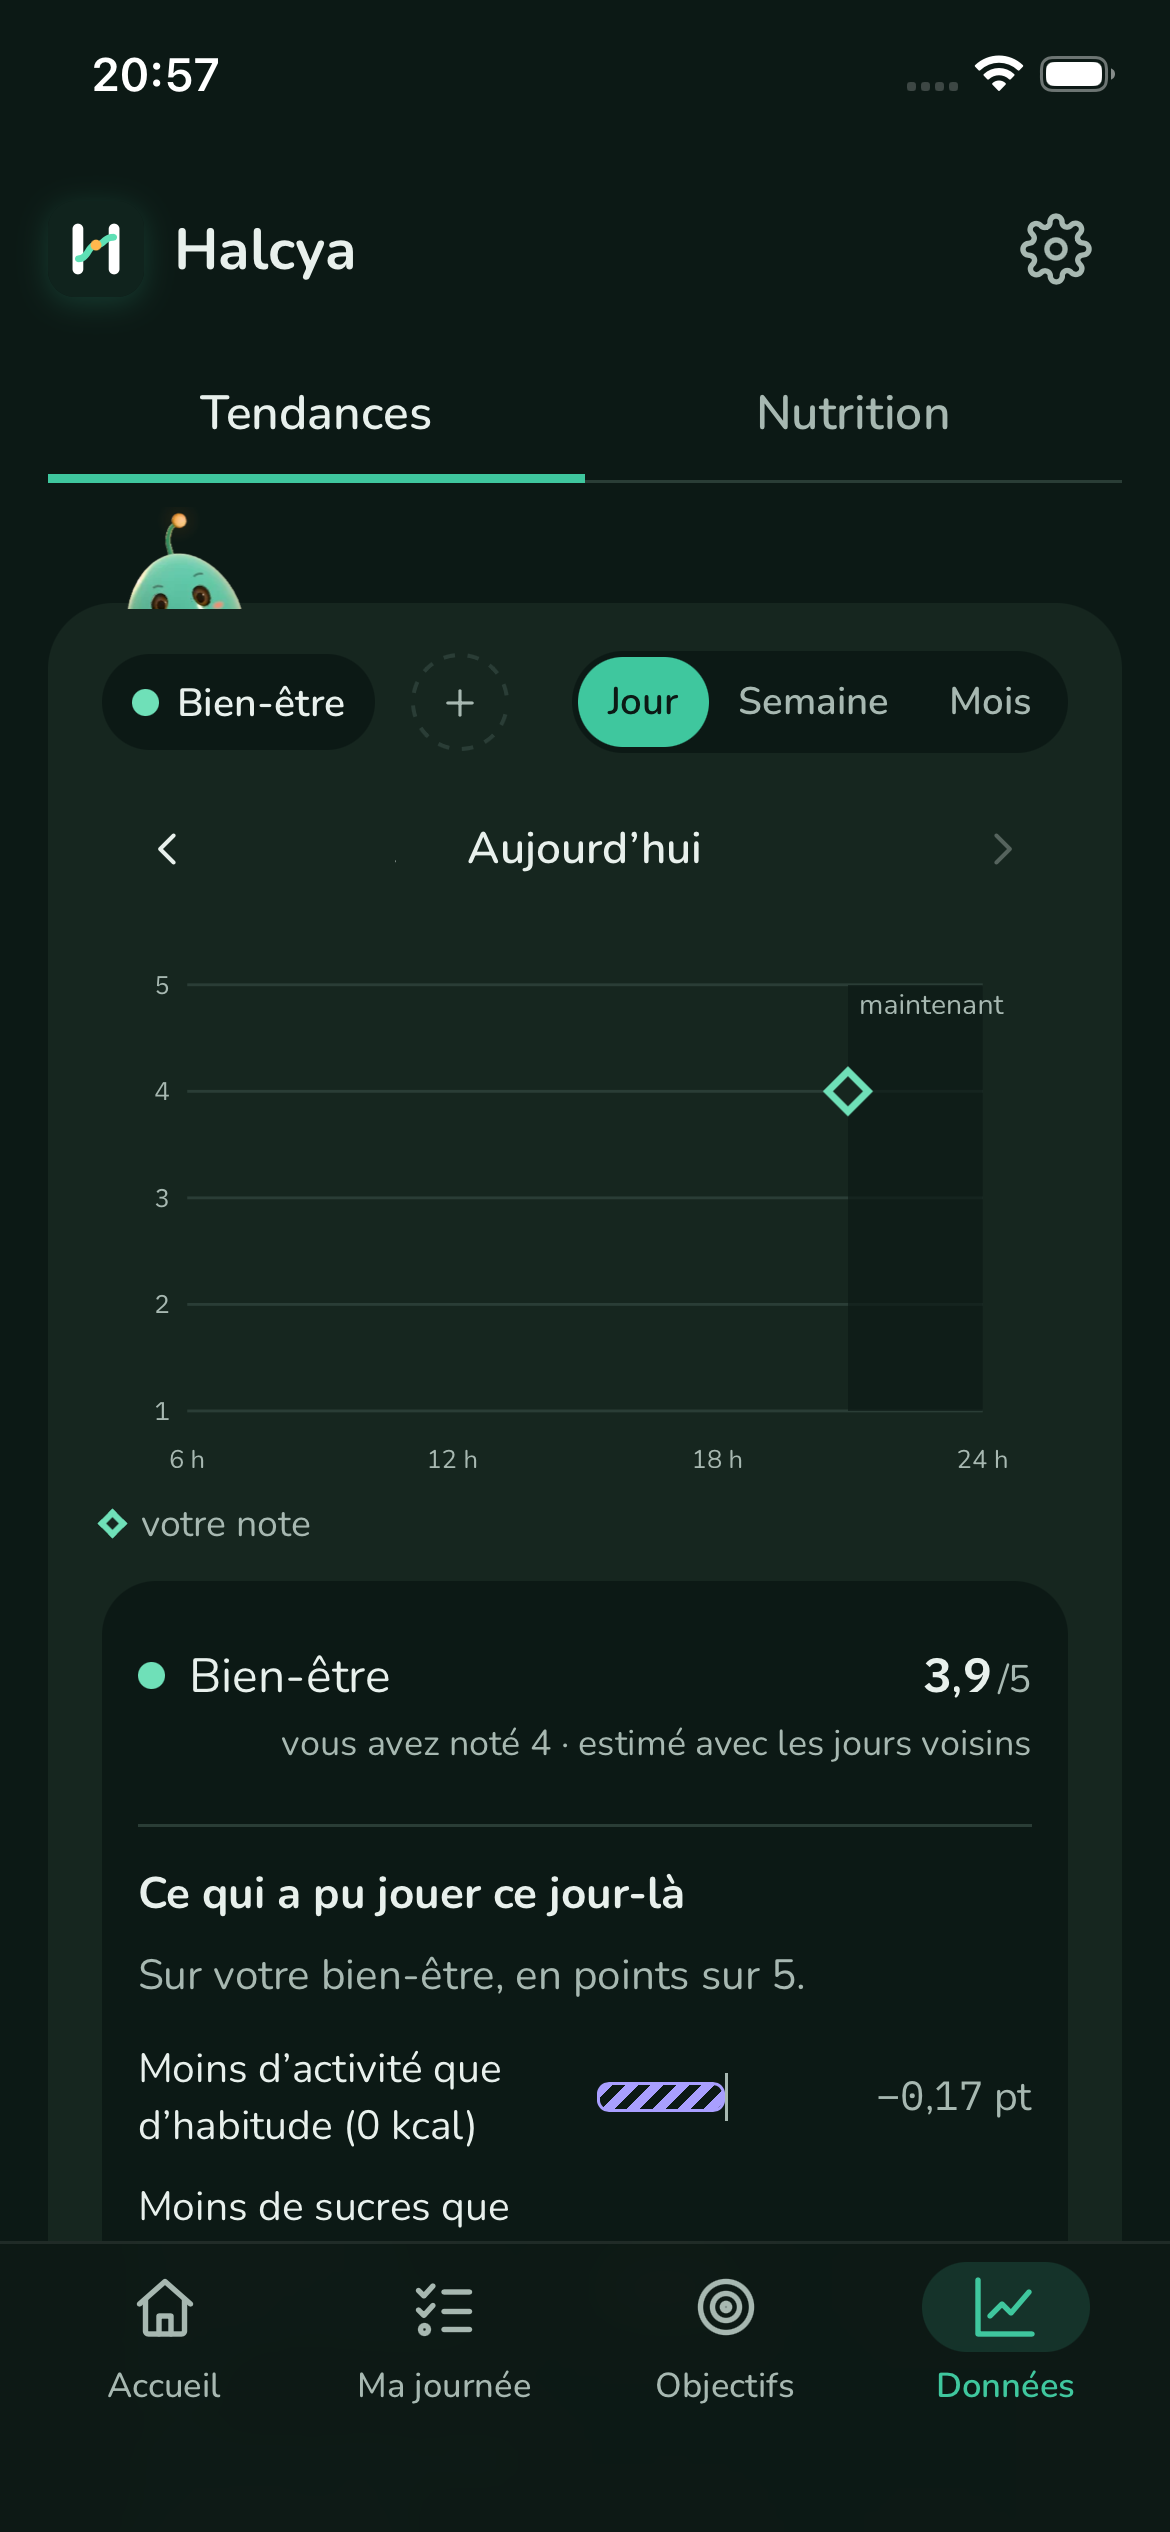 20:57
Halcya
Tendances
Nutrition
Bien-être
+
Jour
Semaine
Mois
Aujourd’hui
5
maintenant
4
3
2
1
6 h
12 h
18 h
24 h
votre note
Bien-être
3,9/5
vous avez noté 4 · estimé avec les jours voisins
Ce qui a pu jouer ce jour-là
Sur votre bien-être, en points sur 5.
Moins d’activité que
d’habitude (0 kcal)
−0,17 pt
Moins de sucres que
Accueil
Ma journée
Objectifs
Données